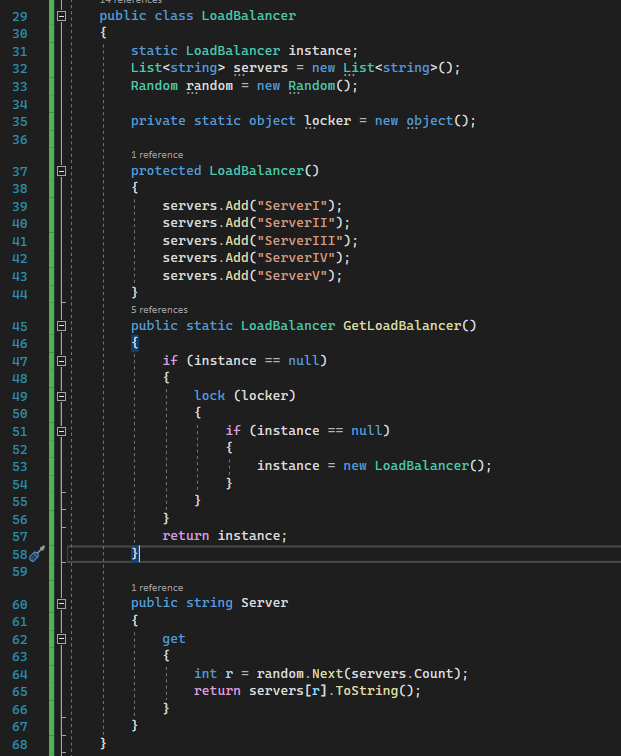 14 references
29 public class LoadBalancer
30 {
31 static LoadBalancer instance;
32 List<string> servers = new List<string>();
33 Random random = new Random();
34
35 private static object locker = new object();
36
1 reference
37 protected LoadBalancer()
38 {
39 servers.Add("ServerI");
40 servers.Add("ServerII");
41 servers.Add("ServerIII");
42 servers.Add("ServerIV");
43 servers.Add("ServerV");
44 }
5 references
45 public static LoadBalancer GetLoadBalancer()
46 {
47 if (instance == null)
48 {
49 lock (locker)
50 {
51 if (instance == null)
52 {
53 instance = new LoadBalancer();
54 }
55 }
56 }
57 return instance;
58 }
59
1 reference
60 public string Server
61 {
62 get
63 {
64 int r = random.Next(servers.Count);
65 return servers[r].ToString();
66 }
67 }
68 }